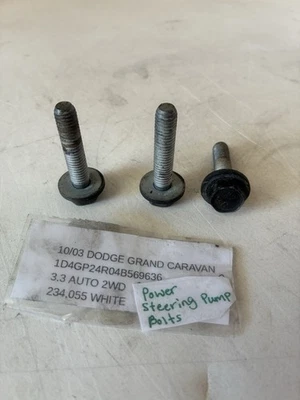 10/03 DODGE GRAND CARAVAN
1D4GP24R04B569636
3.3 AUTO 2WD
234,055 WHITE
Power
Steering Pump
Bolts